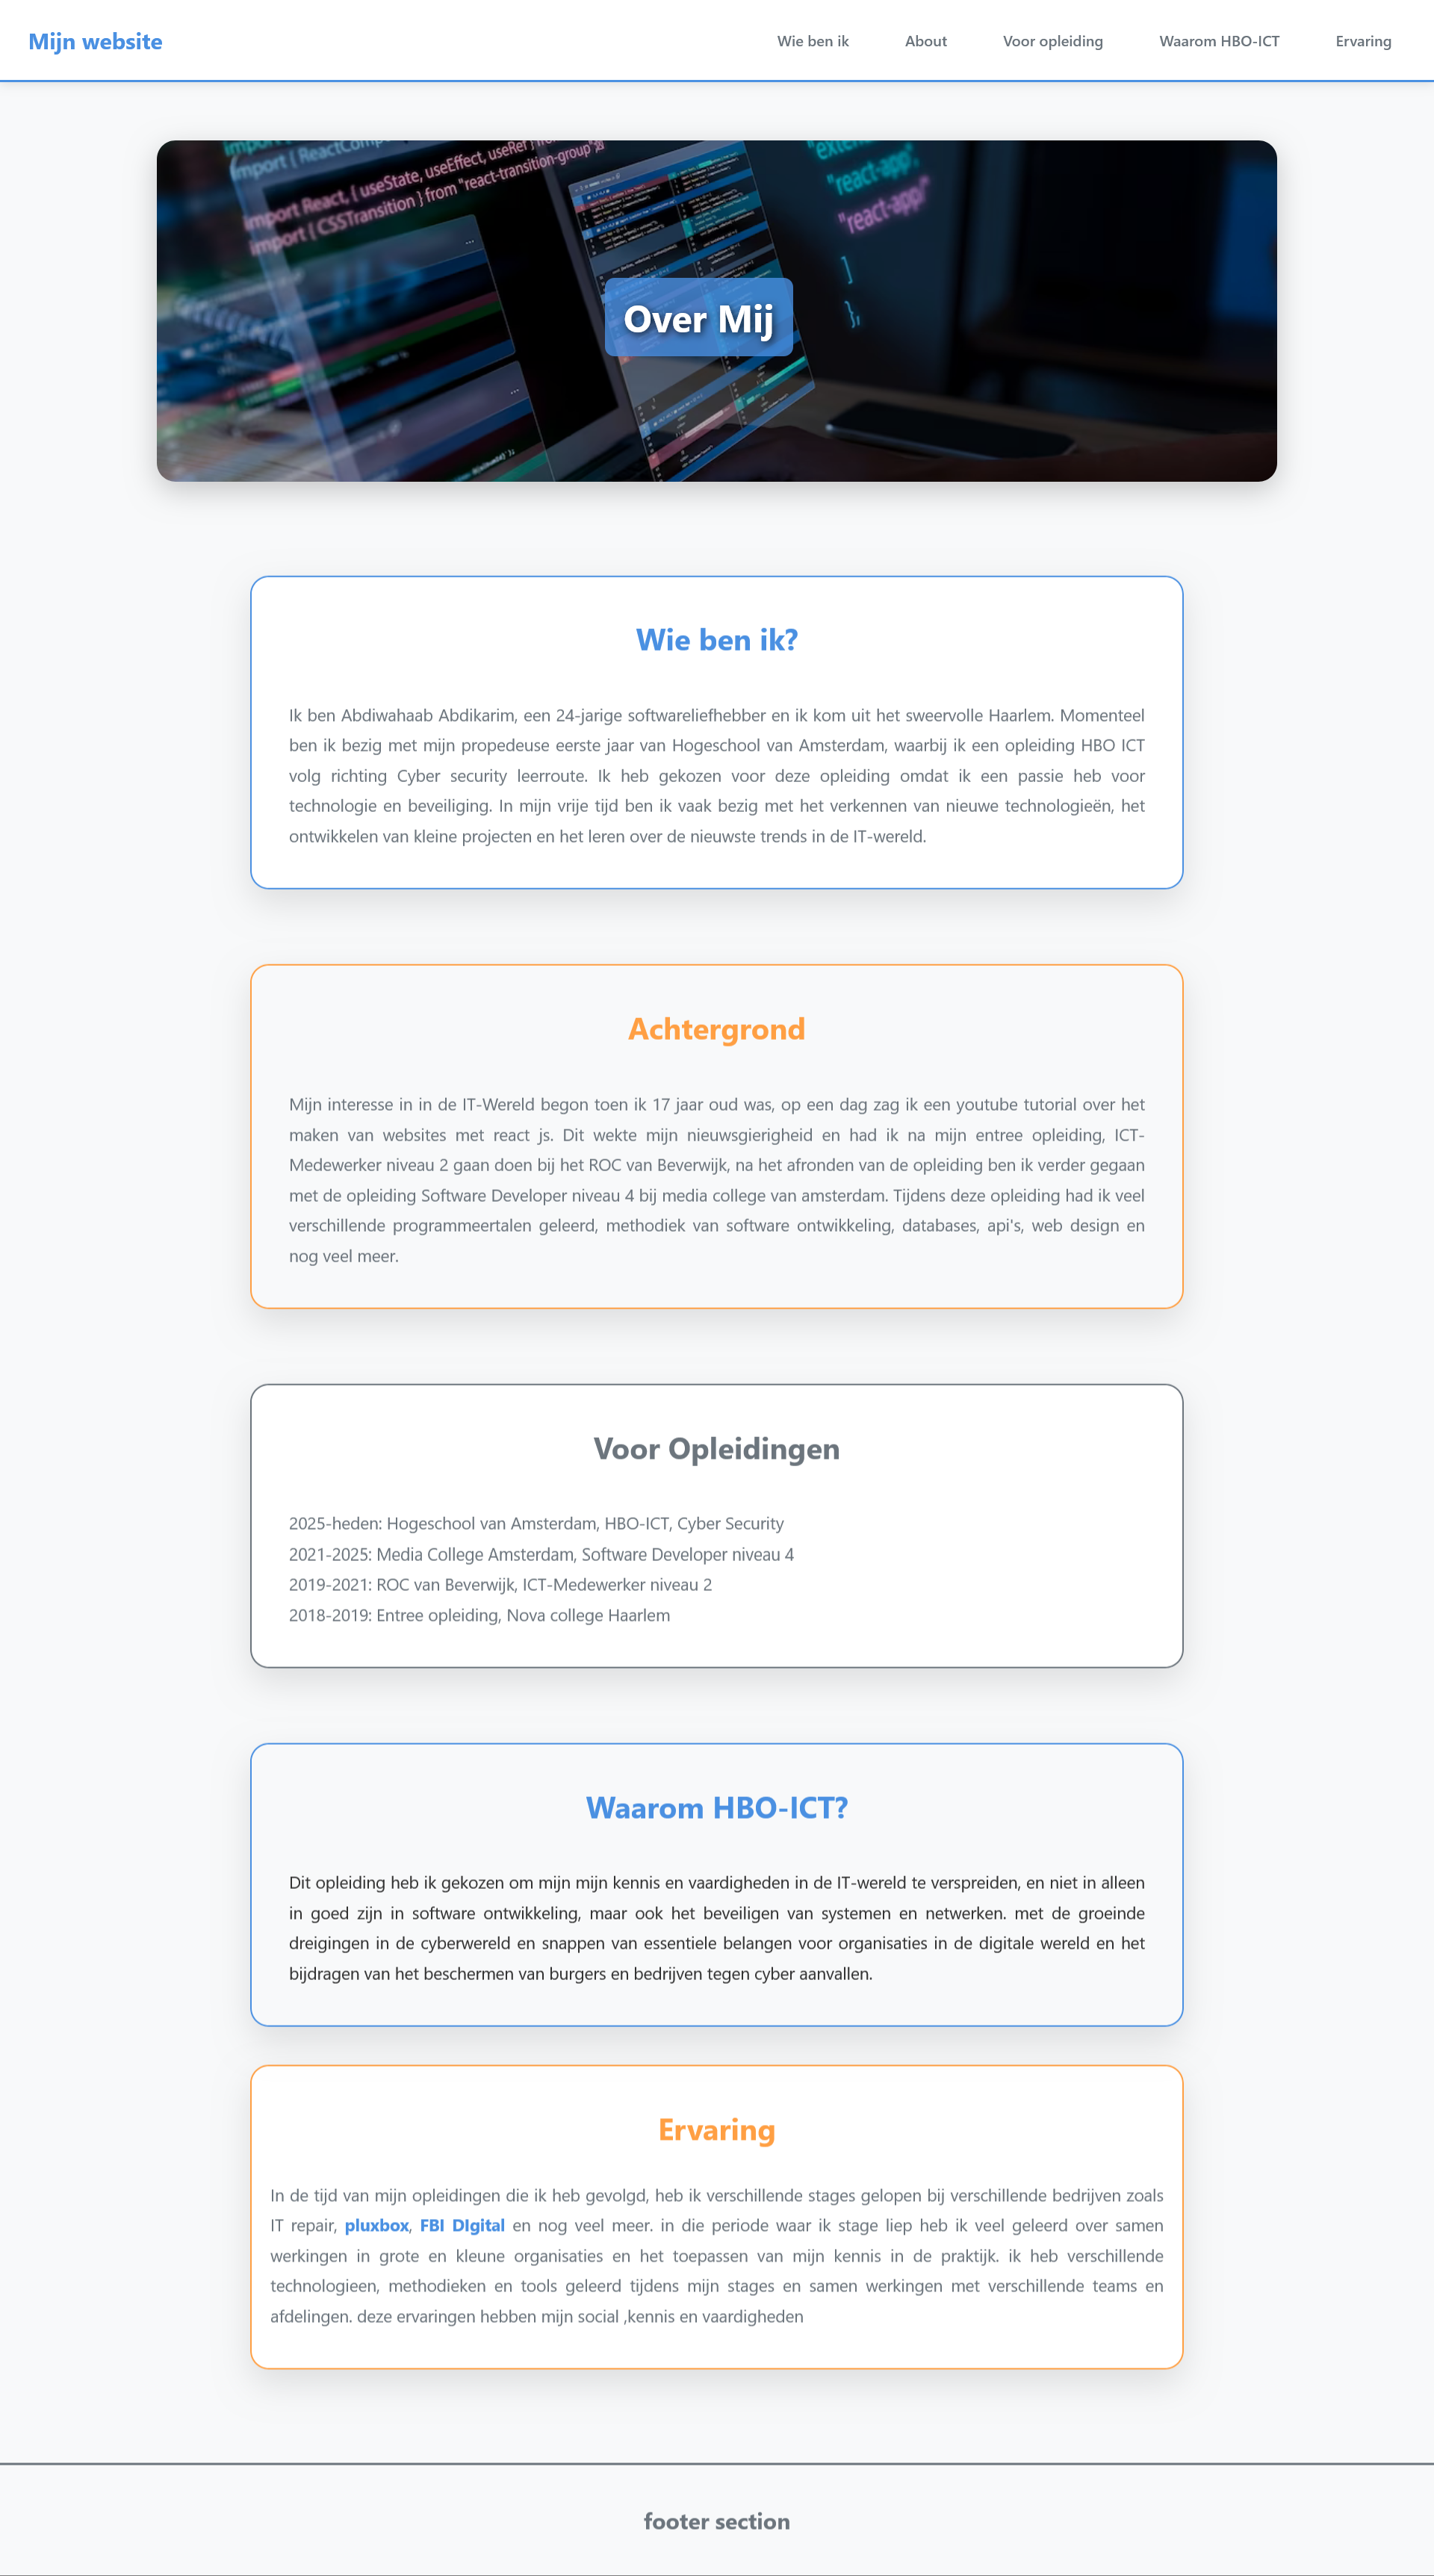 Mijn website
Wie ben ik
About
Voor opleiding
Waarom HBO-ICT
Ervaring
import React, { useState, useEffect, useRef } from
import { CSSTransition } from "react-transition-group";
"react-app",
"react-app"
]
},
Over Mij
Wie ben ik?
Ik ben Abdiwahaab Abdikarim, een 24-jarige softwareliefhebber en ik kom uit het sweervolle Haarlem. Momenteel
ben ik bezig met mijn propedeuse eerste jaar van Hogeschool van Amsterdam, waarbij ik een opleiding HBO ICT
volg richting Cyber security leerroute. Ik heb gekozen voor deze opleiding omdat ik een passie heb voor
technologie en beveiliging. In mijn vrije tijd ben ik vaak bezig met het verkennen van nieuwe technologieën, het
ontwikkelen van kleine projecten en het leren over de nieuwste trends in de IT-wereld.
Achtergrond
Mijn interesse in in de IT-Wereld begon toen ik 17 jaar oud was, op een dag zag ik een youtube tutorial over het
maken van websites met react js. Dit wekte mijn nieuwsgierigheid en had ik na mijn entree opleiding, ICT-
Medewerker niveau 2 gaan doen bij het ROC van Beverwijk, na het afronden van de opleiding ben ik verder gegaan
met de opleiding Software Developer niveau 4 bij media college van amsterdam. Tijdens deze opleiding had ik veel
verschillende programmeertalen geleerd, methodiek van software ontwikkeling, databases, api's, web design en
nog veel meer.
Voor Opleidingen
2025-heden: Hogeschool van Amsterdam, HBO-ICT, Cyber Security
2021-2025: Media College Amsterdam, Software Developer niveau 4
2019-2021: ROC van Beverwijk, ICT-Medewerker niveau 2
2018-2019: Entree opleiding, Nova college Haarlem
Waarom HBO-ICT?
Dit opleiding heb ik gekozen om mijn mijn kennis en vaardigheden in de IT-wereld te verspreiden, en niet in alleen
in goed zijn in software ontwikkeling, maar ook het beveiligen van systemen en netwerken. met de groeinde
dreigingen in de cyberwereld en snappen van essentiele belangen voor organisaties in de digitale wereld en het
bijdragen van het beschermen van burgers en bedrijven tegen cyber aanvallen.
Ervaring
In de tijd van mijn opleidingen die ik heb gevolgd, heb ik verschillende stages gelopen bij verschillende bedrijven zoals
IT repair, pluxbox, FBI DIgital en nog veel meer. in die periode waar ik stage liep heb ik veel geleerd over samen
werkingen in grote en kleune organisaties en het toepassen van mijn kennis in de praktijk. ik heb verschillende
technologieen, methodieken en tools geleerd tijdens mijn stages en samen werkingen met verschillende teams en
afdelingen. deze ervaringen hebben mijn social ,kennis en vaardigheden
footer section